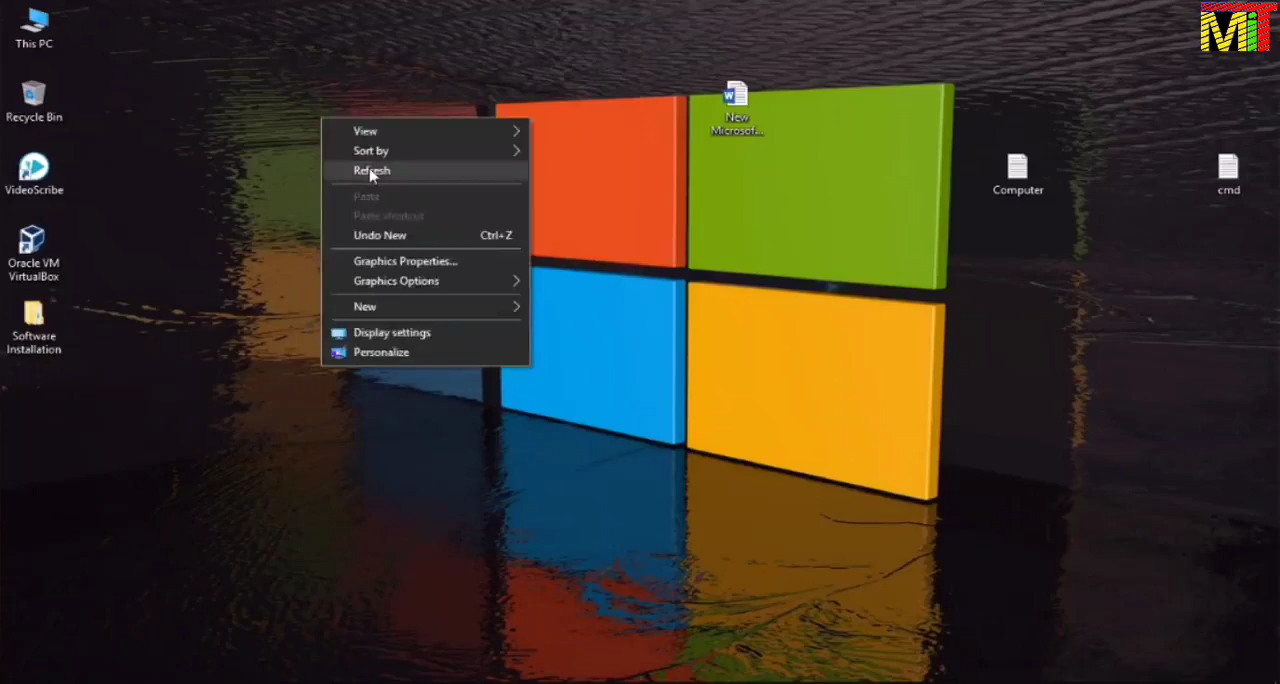 This PC
Recycle Bin
VideoScribe
Oracle VM
VirtualBox
Software
Installation
View
Sort by
Refresh
Paste
Paste shortcut
Undo New Ctrl+Z
Graphics Properties...
Graphics Options
New
Display settings
Personalize
New
Microsof...
Computer
cmd
MiT